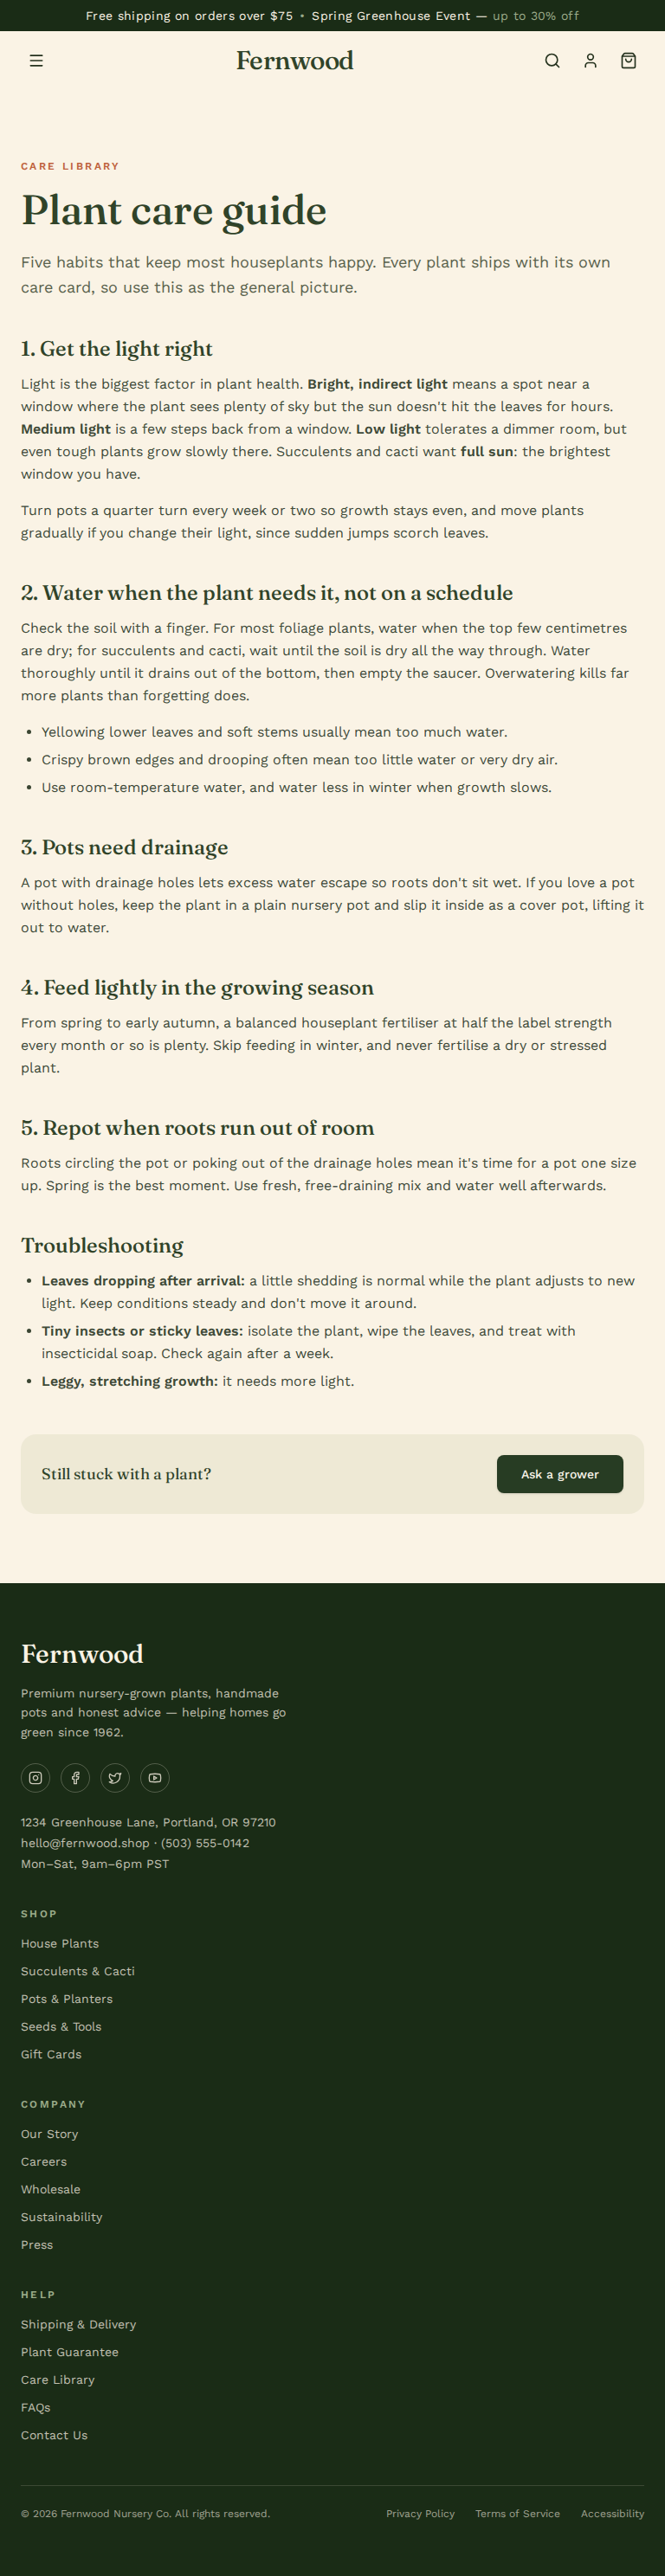 Free shipping on orders over $75 • Spring Greenhouse Event — up to 30% off
Fernwood
CARE LIBRARY
Plant care guide
Five habits that keep most houseplants happy. Every plant ships with its own
care card, so use this as the general picture.
1. Get the light right
Light is the biggest factor in plant health. Bright, indirect light means a spot near a
window where the plant sees plenty of sky but the sun doesn't hit the leaves for hours.
Medium light is a few steps back from a window. Low light tolerates a dimmer room, but
even tough plants grow slowly there. Succulents and cacti want full sun: the brightest
window you have.
Turn pots a quarter turn every week or two so growth stays even, and move plants
gradually if you change their light, since sudden jumps scorch leaves.
2. Water when the plant needs it, not on a schedule
Check the soil with a finger. For most foliage plants, water when the top few centimetres
are dry; for succulents and cacti, wait until the soil is dry all the way through. Water
thoroughly until it drains out of the bottom, then empty the saucer. Overwatering kills far
more plants than forgetting does.
• Yellowing lower leaves and soft stems usually mean too much water.
• Crispy brown edges and drooping often mean too little water or very dry air.
• Use room-temperature water, and water less in winter when growth slows.
3. Pots need drainage
A pot with drainage holes lets excess water escape so roots don't sit wet. If you love a pot
without holes, keep the plant in a plain nursery pot and slip it inside as a cover pot, lifting it
out to water.
4. Feed lightly in the growing season
From spring to early autumn, a balanced houseplant fertiliser at half the label strength
every month or so is plenty. Skip feeding in winter, and never fertilise a dry or stressed
plant.
5. Repot when roots run out of room
Roots circling the pot or poking out of the drainage holes mean it's time for a pot one size
up. Spring is the best moment. Use fresh, free-draining mix and water well afterwards.
Troubleshooting
• Leaves dropping after arrival: a little shedding is normal while the plant adjusts to new
light. Keep conditions steady and don't move it around.
• Tiny insects or sticky leaves: isolate the plant, wipe the leaves, and treat with
insecticidal soap. Check again after a week.
• Leggy, stretching growth: it needs more light.
Still stuck with a plant?
Ask a grower
Fernwood
Premium nursery-grown plants, handmade
pots and honest advice — helping homes go
green since 1962.
1234 Greenhouse Lane, Portland, OR 97210
hello@fernwood.shop · (503) 555-0142
Mon–Sat, 9am–6pm PST
SHOP
House Plants
Succulents & Cacti
Pots & Planters
Seeds & Tools
Gift Cards
COMPANY
Our Story
Careers
Wholesale
Sustainability
Press
HELP
Shipping & Delivery
Plant Guarantee
Care Library
FAQs
Contact Us
© 2026 Fernwood Nursery Co. All rights reserved.
Privacy Policy
Terms of Service
Accessibility